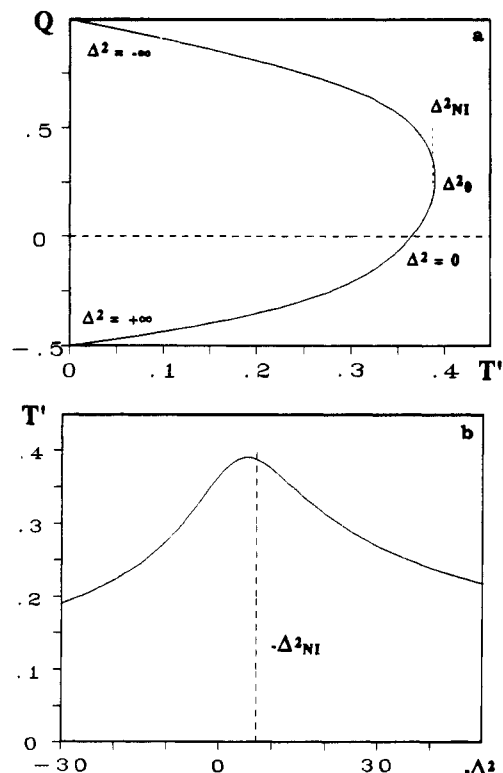 Q
a
Δ² = -∞
.5
Δ²NI
Δ²0
0
Δ² = 0
Δ² = +∞
-.5
0 .1 .2 .3 .4 T'
T'
b
.4
.3
.2
.1
0
-Δ²NI
-30 0 30 -Δ²